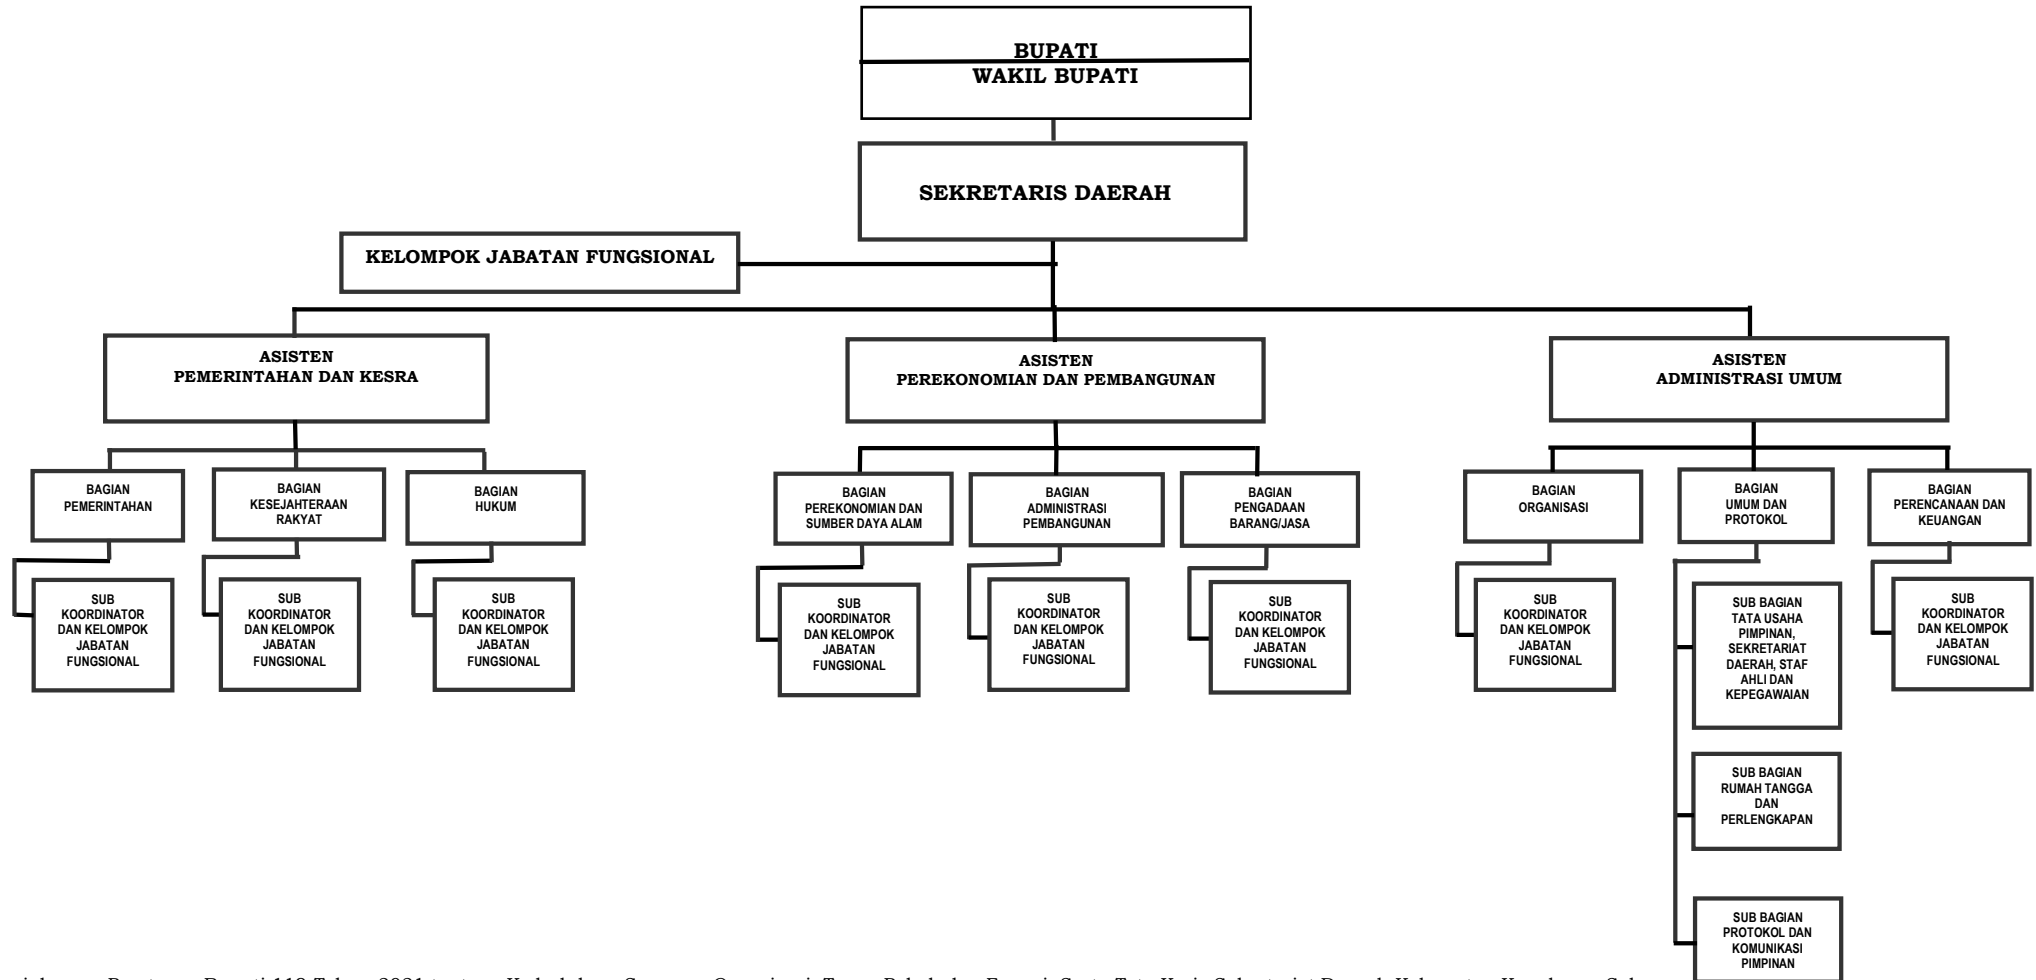 BUPATI
WAKIL BUPATI
SEKRETARIS DAERAH
KELOMPOK JABATAN FUNGSIONAL
ASISTEN
PEMERINTAHAN DAN KESRA
ASISTEN
PEREKONOMIAN DAN PEMBANGUNAN
ASISTEN
ADMINISTRASI UMUM
BAGIAN
PEMERINTAHAN
BAGIAN
KESEJAHTERAAN
RAKYAT
BAGIAN
HUKUM
BAGIAN
PEREKONOMIAN DAN
SUMBER DAYA ALAM
BAGIAN
ADMINISTRASI
PEMBANGUNAN
BAGIAN
PENGADAAN
BARANG/JASA
BAGIAN
ORGANISASI
BAGIAN
UMUM DAN
PROTOKOL
BAGIAN
PERENCANAAN DAN
KEUANGAN
SUB
KOORDINATOR
DAN KELOMPOK
JABATAN
FUNGSIONAL
SUB
KOORDINATOR
DAN KELOMPOK
JABATAN
FUNGSIONAL
SUB
KOORDINATOR
DAN KELOMPOK
JABATAN
FUNGSIONAL
SUB
KOORDINATOR
DAN KELOMPOK
JABATAN
FUNGSIONAL
SUB
KOORDINATOR
DAN KELOMPOK
JABATAN
FUNGSIONAL
SUB
KOORDINATOR
DAN KELOMPOK
JABATAN
FUNGSIONAL
SUB
KOORDINATOR
DAN KELOMPOK
JABATAN
FUNGSIONAL
SUB BAGIAN
TATA USAHA
PIMPINAN,
SEKRETARIAT
DAERAH, STAF
AHLI DAN
KEPEGAWAIAN
SUB
KOORDINATOR
DAN KELOMPOK
JABATAN
FUNGSIONAL
SUB BAGIAN
RUMAH TANGGA
DAN
PERLENGKAPAN
SUB BAGIAN
PROTOKOL DAN
KOMUNIKASI
PIMPINAN